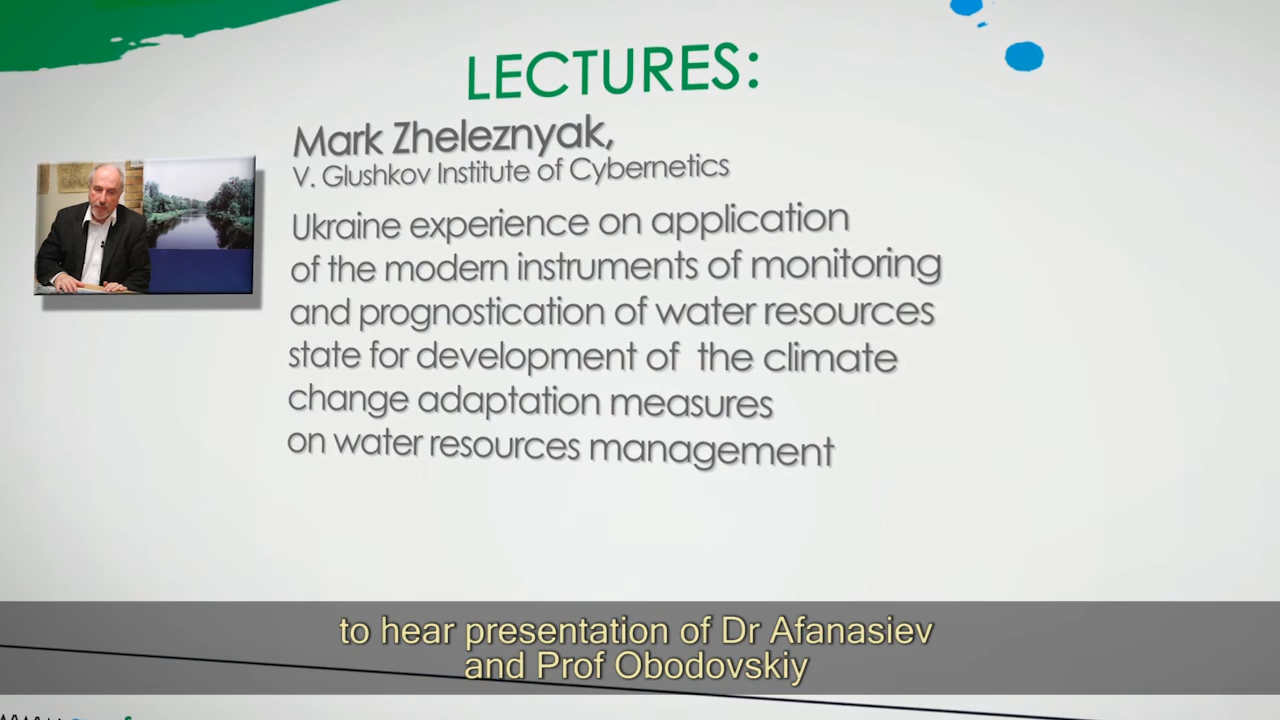 LECTURES:
Mark Zheleznyak,
V. Glushkov Institute of Cybernetics
Ukraine experience on application
of the modern instruments of monitoring
and prognostication of water resources
state for development of the climate
change adaptation measures
on water resources management
to hear presentation of Dr Afanasiev
and Prof Obodovskiy